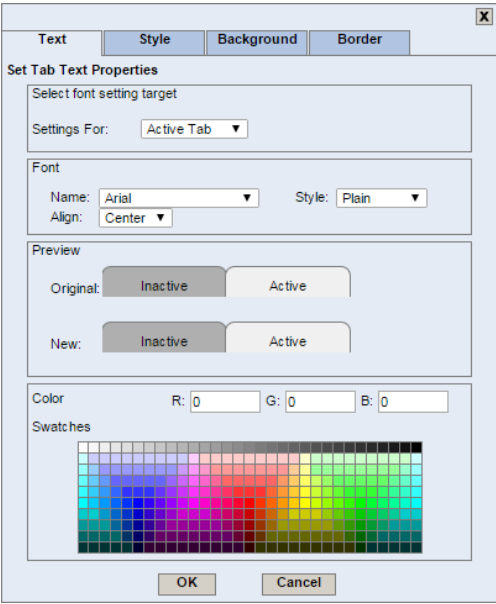 X
Text Style Background Border
Set Tab Text Properties
Select font setting target
Settings For: Active Tab ▼
Font
Name: Arial ▼ Style: Plain ▼
Align: Center ▼
Preview
Original: Inactive Active
New: Inactive Active
Color R: 0 G: 0 B: 0
Swatches
OK Cancel